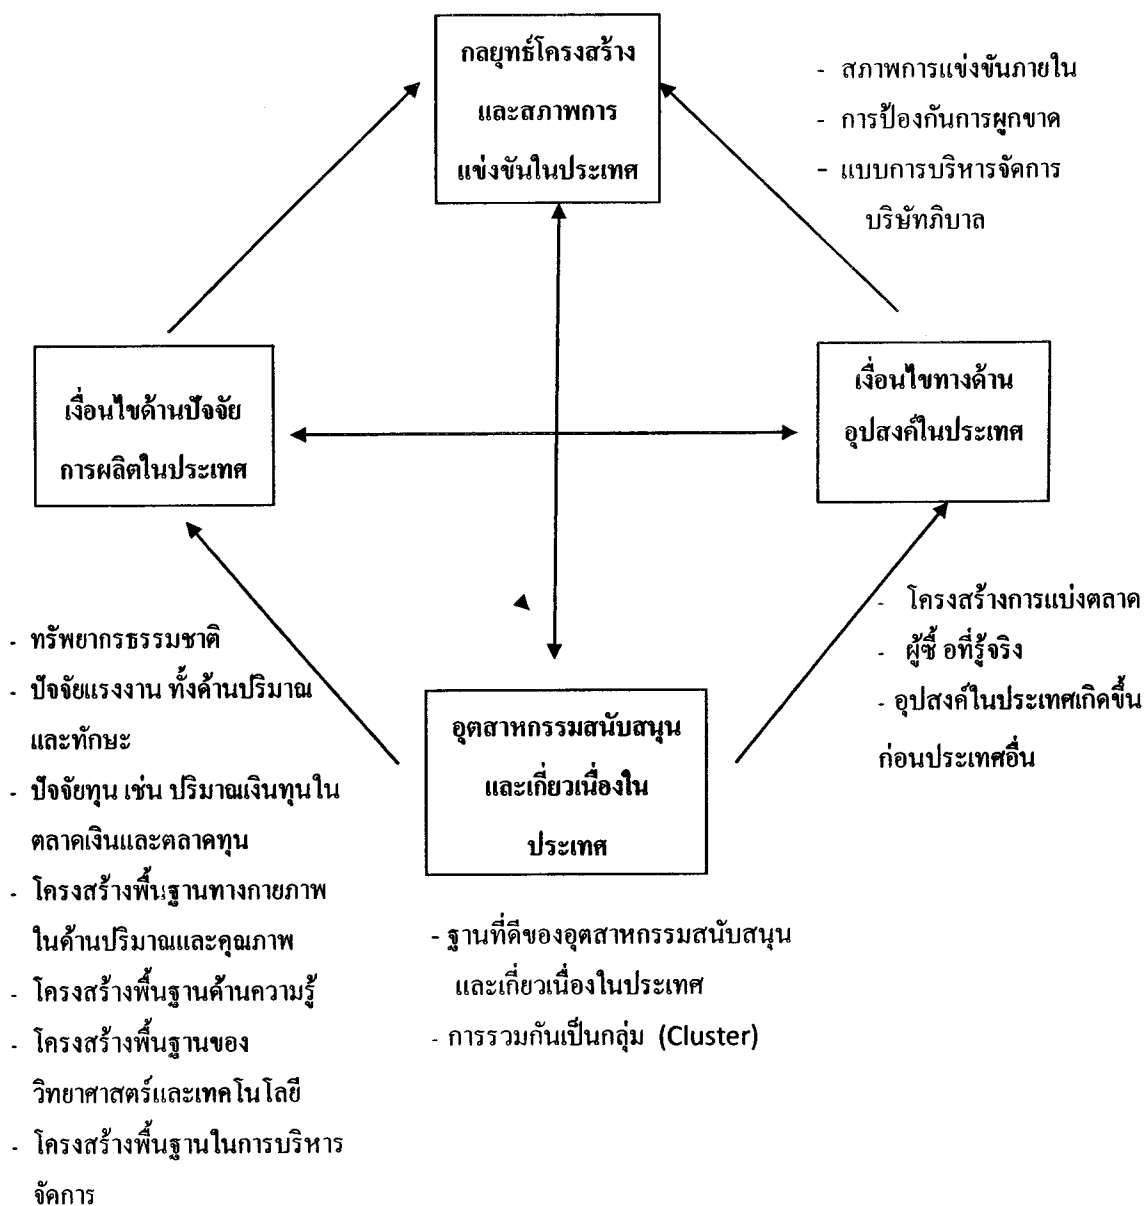 กลยุทธ์โครงสร้าง
และสภาพการ
แข่งขันในประเทศ
- สภาพการแข่งขันภายใน
- การป้องกันการผูกขาด
- แบบการบริหารจัดการ
บริษัทภิบาล
เงื่อนไขด้านปัจจัย
การผลิตในประเทศ
เงื่อนไขทางด้าน
อุปสงค์ในประเทศ
- โครงสร้างการแบ่งตลาด
- ผู้ซื้ อที่รู้จริง
- อุปสงค์ในประเทศเกิดขึ้น
ก่อนประเทศอื่น
- ทรัพยากรธรรมชาติ
- ปัจจัยแรงงาน ทั้งด้านปริมาณ
และทักษะ
- ปัจจัยทุน เช่น ปริมาณเงินทุนใน
ตลาดเงินและตลาดทุน
- โครงสร้างพื้นฐานทางกายภาพ
ในด้านปริมาณและคุณภาพ
- โครงสร้างพื้นฐานด้านความรู้
- โครงสร้างพื้นฐานของ
วิทยาศาสตร์และเทคโนโลยี
- โครงสร้างพื้นฐานในการบริหาร
จัดการ
อุตสาหกรรมสนับสนุน
และเกี่ยวเนื่องใน
ประเทศ
- ฐานที่ดีของอุตสาหกรรมสนับสนุน
และเกี่ยวเนื่องในประเทศ
- การรวมกันเป็นกลุ่ม (Cluster)